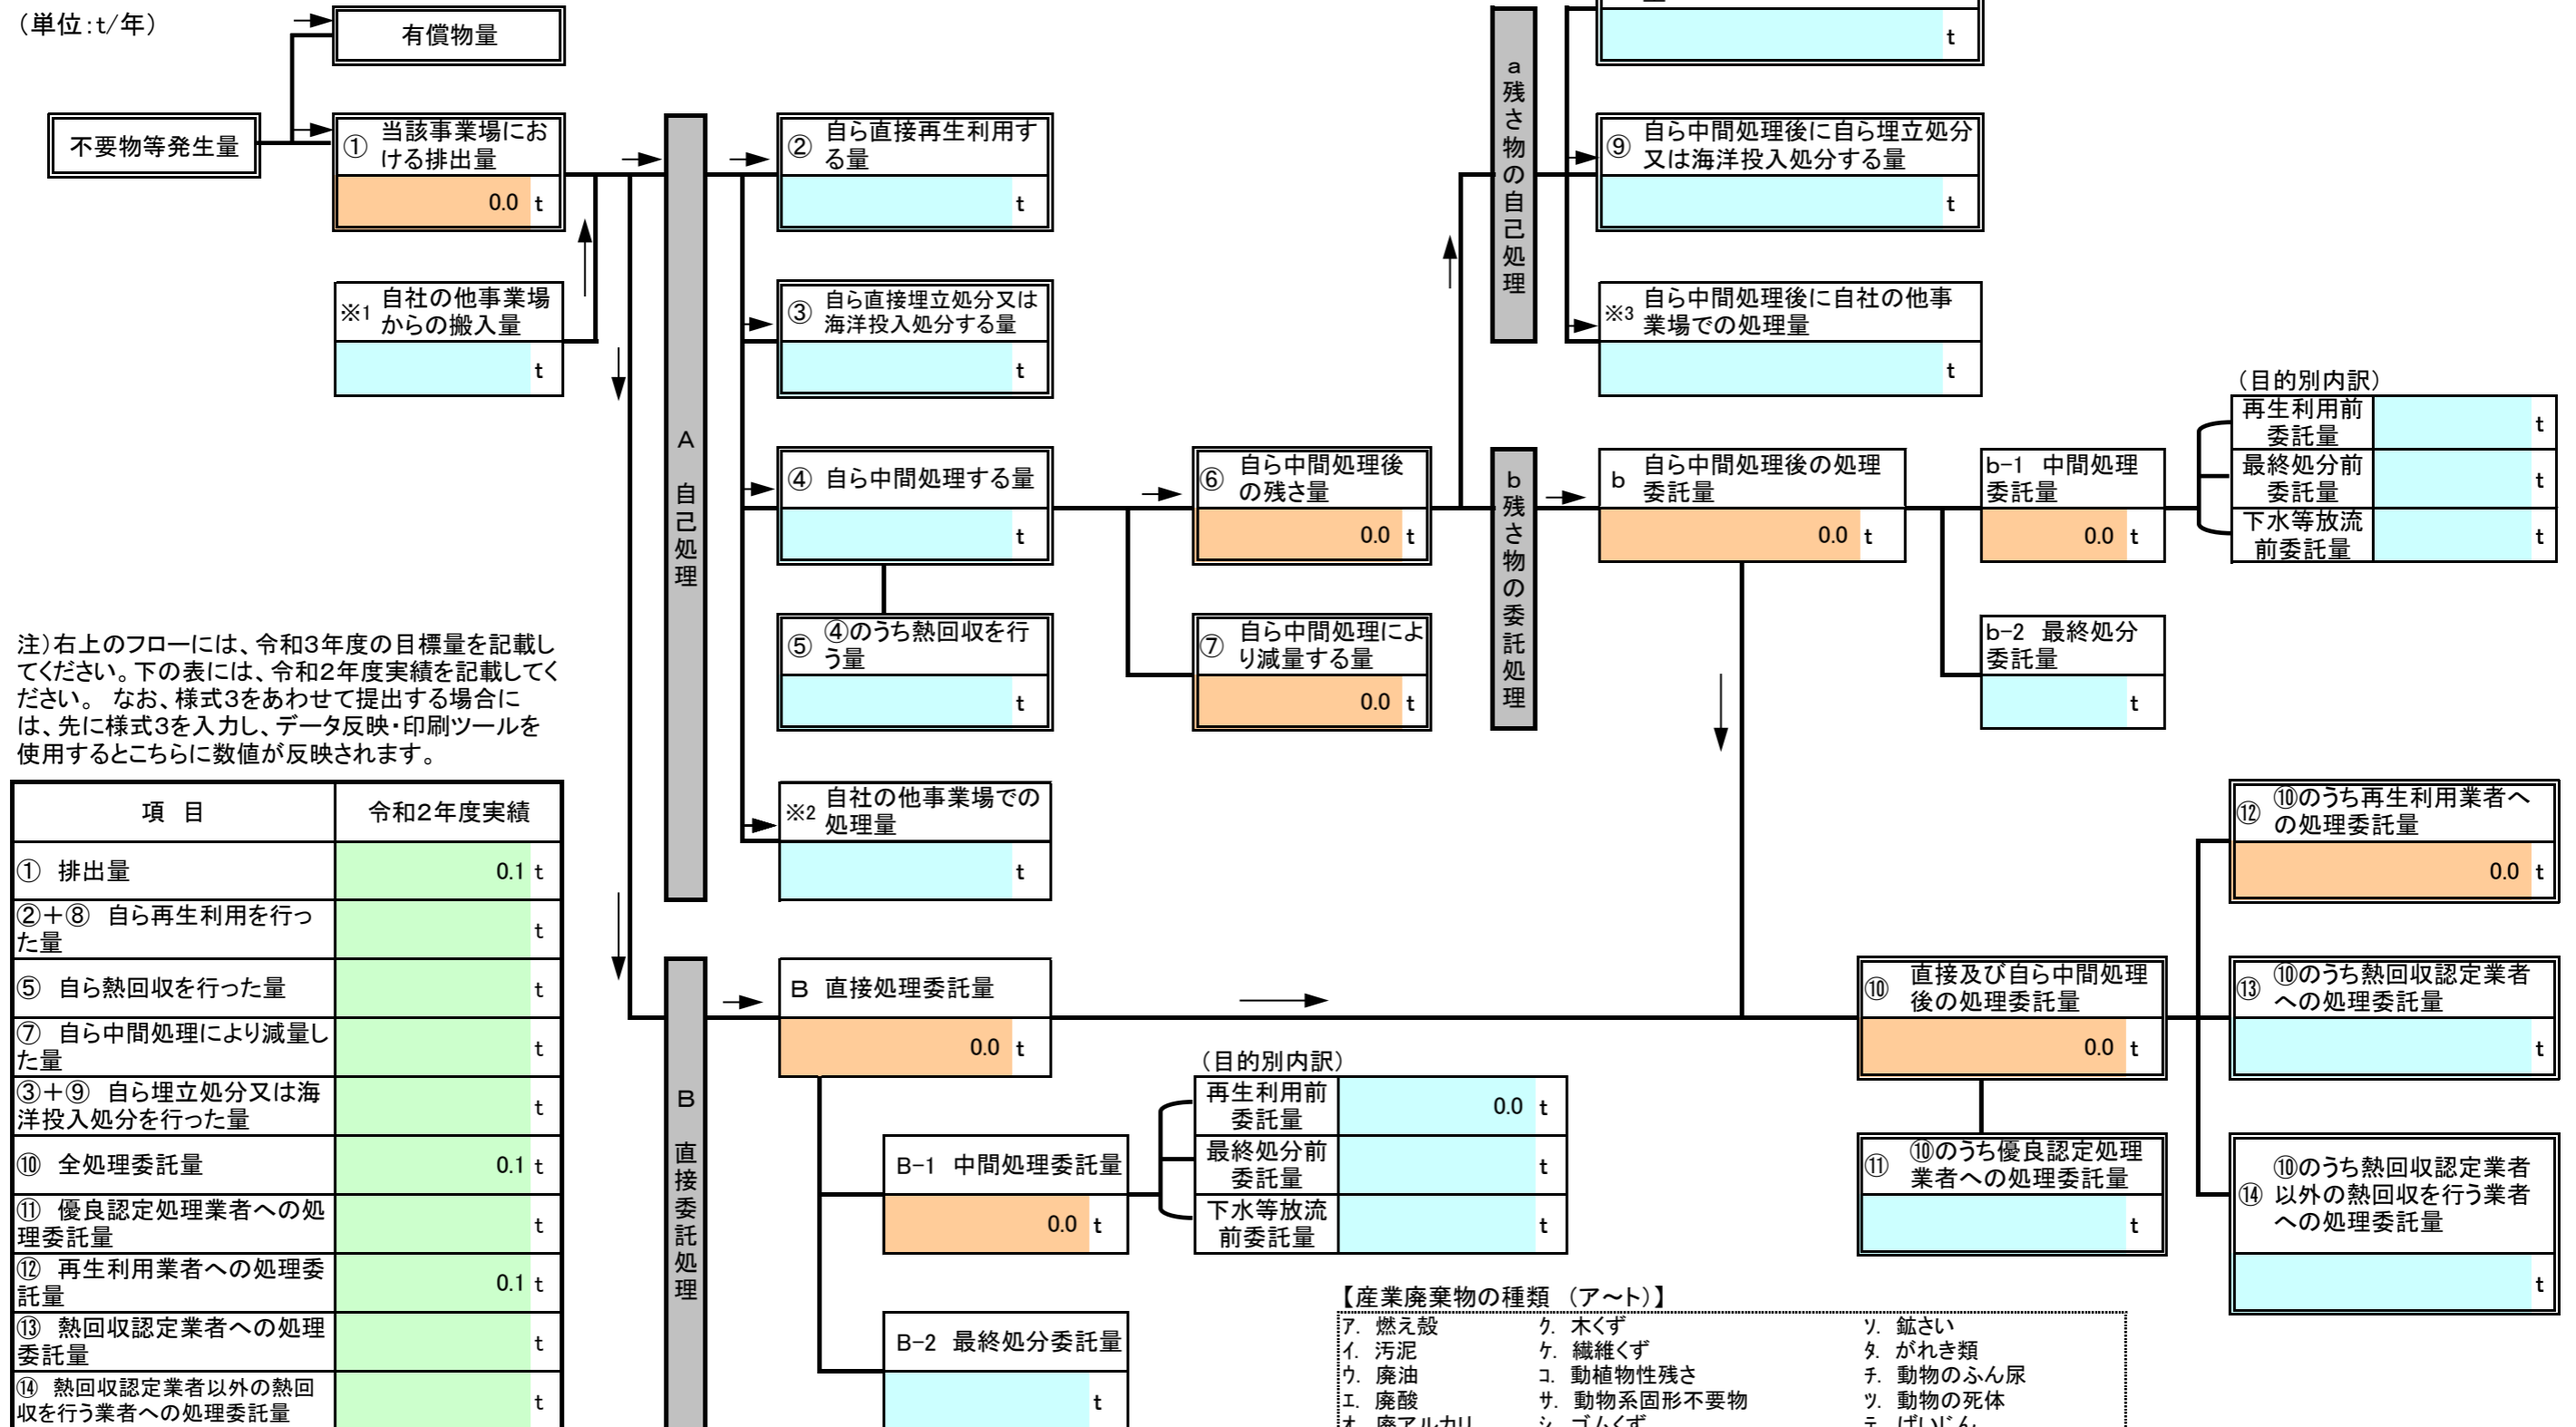 (単位:t/年)
有償物量
不要物等発生量
① 当該事業場にお
ける排出量
0.0 t
※1 自社の他事業場
からの搬入量
t
A 自己処理
② 自ら直接再生利用す
る量
t
③ 自ら直接埋立処分又は
海洋投入処分する量
t
④ 自ら中間処理する量
t
⑤ ④のうち熱回収を行
う量
t
※2 自社の他事業場での
処理量
t
⑥ 自ら中間処理後
の残さ量
0.0 t
⑦ 自ら中間処理によ
り減量する量
0.0 t
a 残さ物の自己処理
t
⑨ 自ら中間処理後に自ら埋立処分
又は海洋投入処分する量
t
※3 自ら中間処理後に自社の他事
業場での処理量
t
b 残さ物の委託処理
b 自ら中間処理後の処理
委託量
0.0 t
b-1 中間処理
委託量
0.0 t
b-2 最終処分
委託量
t
(目的別内訳)
再生利用前
委託量
t
最終処分前
委託量
t
下水等放流
前委託量
t
注)右上のフローには、令和3年度の目標量を記載し
てください。下の表には、令和2年度実績を記載してく
ださい。 なお、様式3をあわせて提出する場合に
は、先に様式3を入力し、データ反映・印刷ツールを
使用するとこちらに数値が反映されます。
項 目 令和2年度実績
① 排出量 0.1 t
②+⑧ 自ら再生利用を行っ
た量
t
⑤ 自ら熱回収を行った量 t
⑦ 自ら中間処理により減量し
た量
t
③+⑨ 自ら埋立処分又は海
洋投入処分を行った量
t
⑩ 全処理委託量 0.1 t
⑪ 優良認定処理業者への処
理委託量
t
⑫ 再生利用業者への処理委
託量
0.1 t
⑬ 熱回収認定業者への処理
委託量
t
⑭ 熱回収認定業者以外の熱回
収を行う業者への処理委託量
t
B 直接委託処理
B 直接処理委託量
0.0 t
B-1 中間処理委託量
0.0 t
B-2 最終処分委託量
t
(目的別内訳)
再生利用前
委託量
0.0 t
最終処分前
委託量
t
下水等放流
前委託量
t
⑩ 直接及び自ら中間処理
後の処理委託量
0.0 t
⑪ ⑩のうち優良認定処理
業者への処理委託量
t
⑫ ⑩のうち再生利用業者へ
の処理委託量
0.0 t
⑬ ⑩のうち熱回収認定業者
への処理委託量
t
⑭ ⑩のうち熱回収認定業者
以外の熱回収を行う業者
への処理委託量
t
【産業廃棄物の種類 (ア~ト)】
ア. 燃え殻 ク. 木くず ソ. 鉱さい
イ. 汚泥 ケ. 繊維くず タ. がれき類
ウ. 廃油 コ. 動植物性残さ チ. 動物のふん尿
エ. 廃酸 サ. 動物系固形不要物 ツ. 動物の死体
オ. 廃アルカリ シ. ゴムくず テ. ばいじん